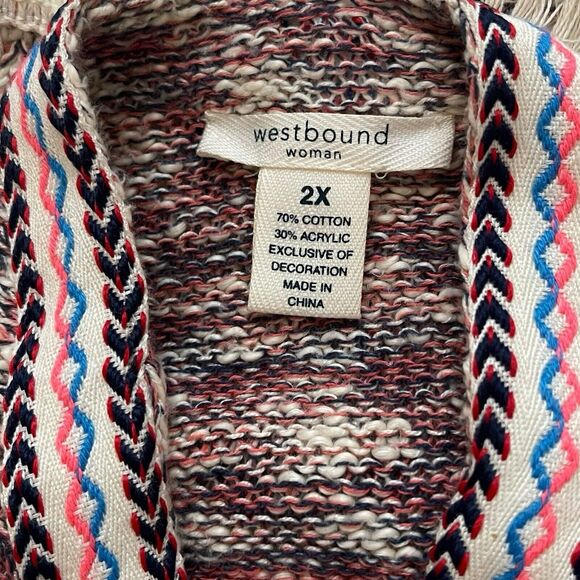 westbound
woman
2X
70% COTTON
30% ACRYLIC
EXCLUSIVE OF
DECORATION
MADE IN
CHINA